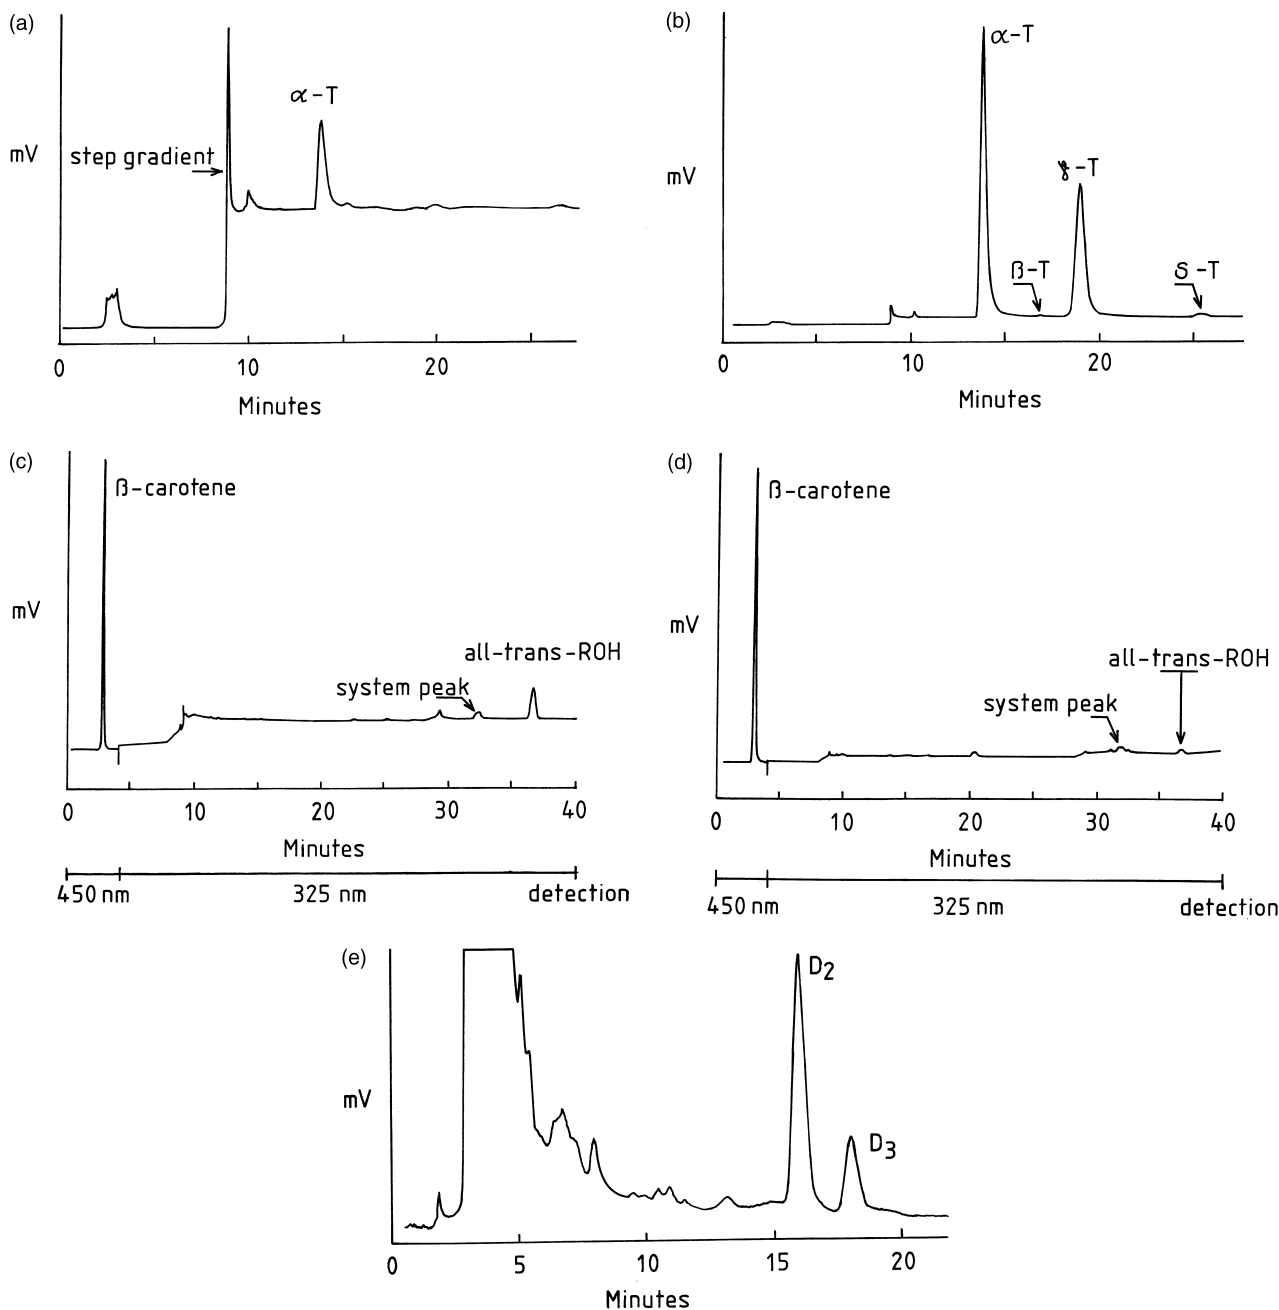 (a)
α-T
mV
step gradient
0 10 20
Minutes
(b)
α-T
mV
γ-T
ß-T
δ-T
0 10 20
Minutes
(c)
ß-carotene
mV
all-trans-ROH
system peak
0 10 20 30 40
Minutes
450 nm 325 nm detection
(d)
ß-carotene
mV
all-trans-ROH
system peak
0 10 20 30 40
Minutes
450 nm 325 nm detection
(e)
D2
mV
D3
0 5 10 15 20
Minutes